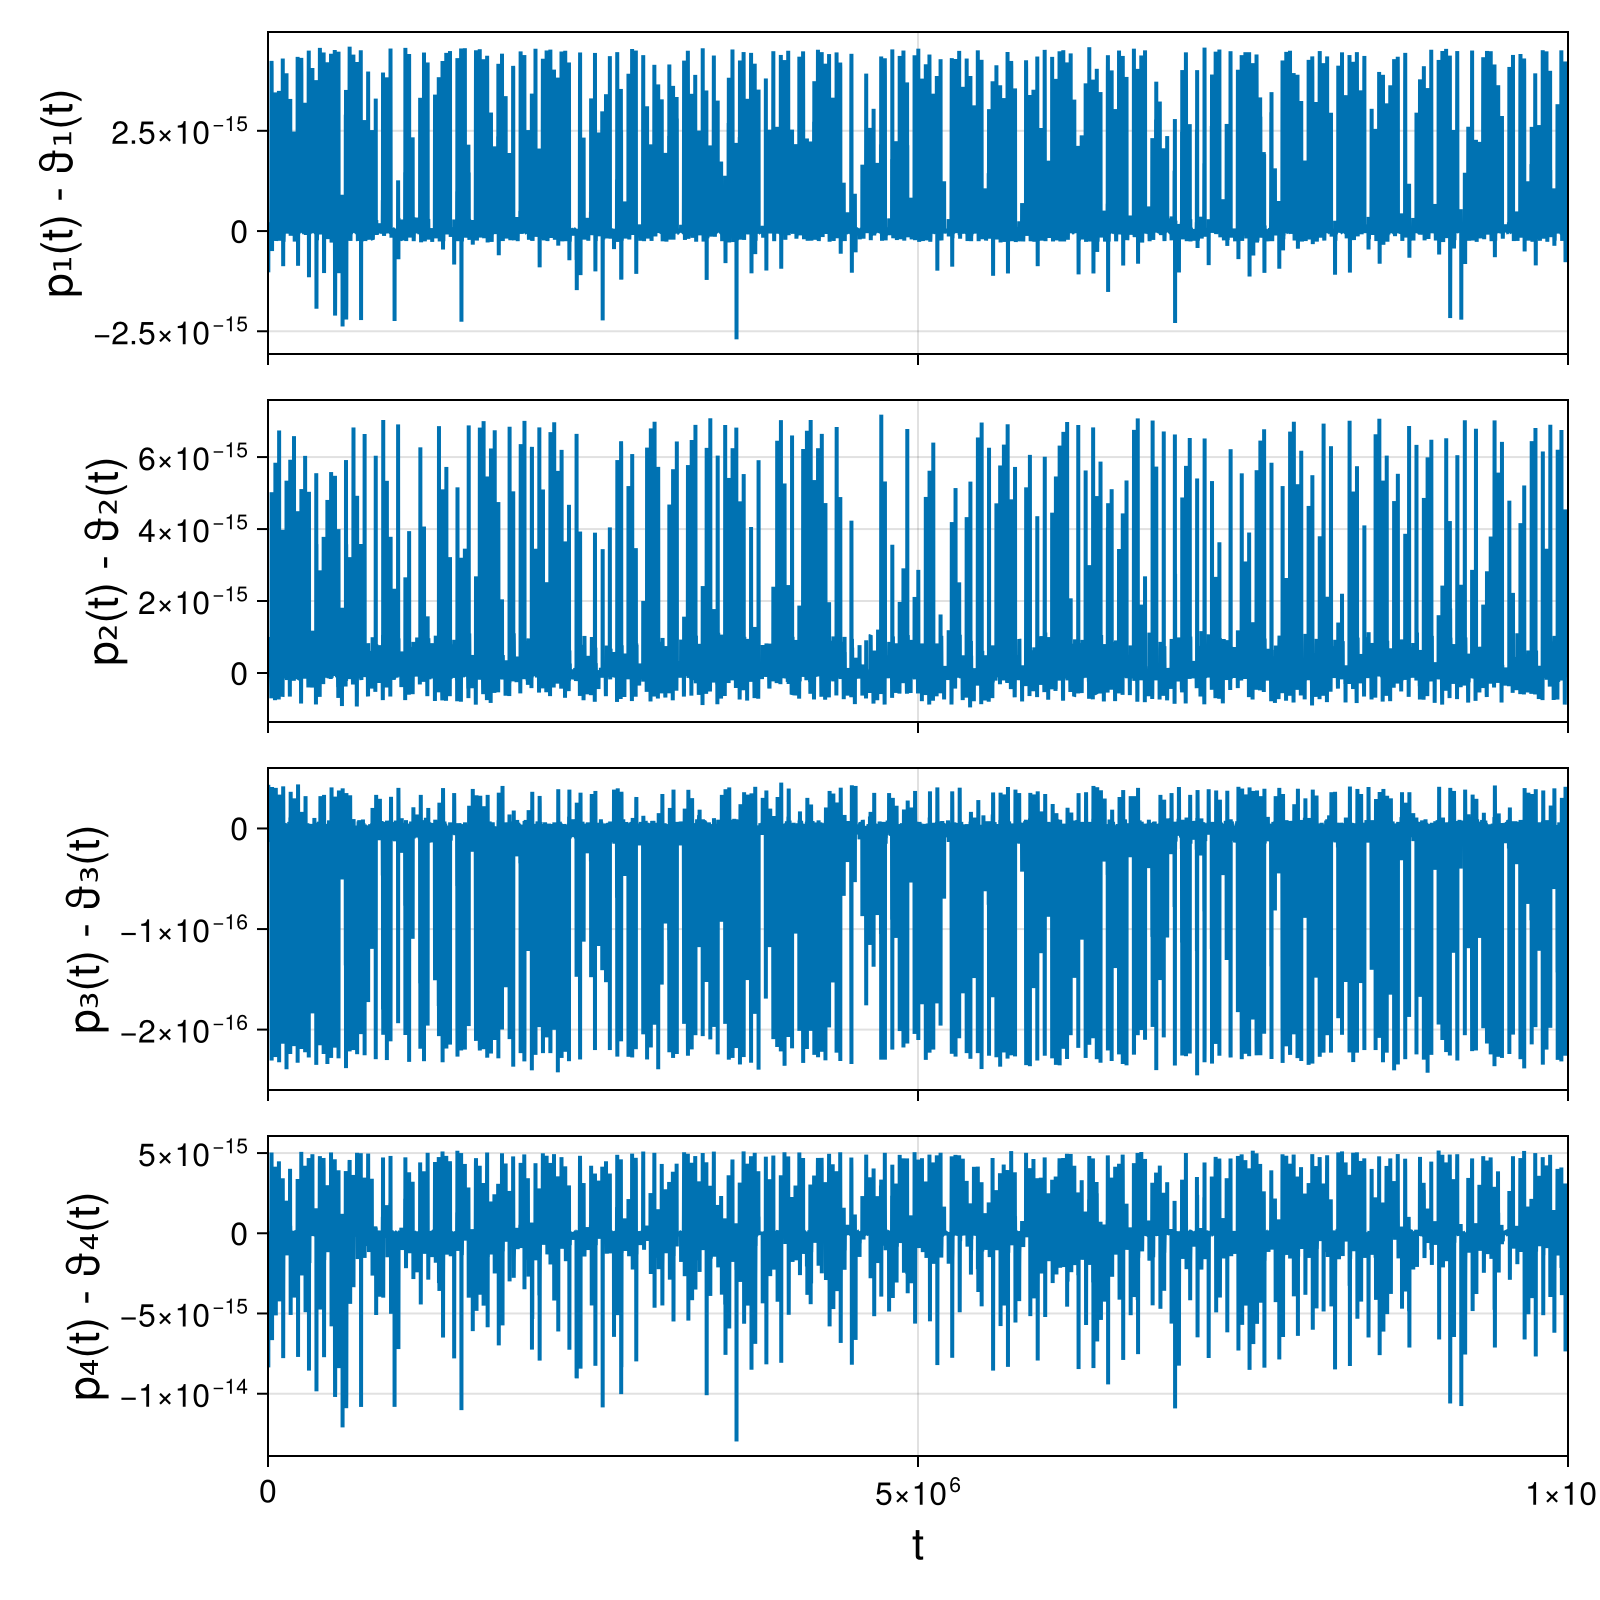 p₁(t) - ϑ₁(t)
2.5×10⁻¹⁵
0
−2.5×10⁻¹⁵
p₂(t) - ϑ₂(t)
6×10⁻¹⁵
4×10⁻¹⁵
2×10⁻¹⁵
0
p₃(t) - ϑ₃(t)
0
−1×10⁻¹⁶
−2×10⁻¹⁶
p₄(t) - ϑ₄(t)
5×10⁻¹⁵
0
−5×10⁻¹⁵
−1×10⁻¹⁴
0 5×10⁶ 1×10
t